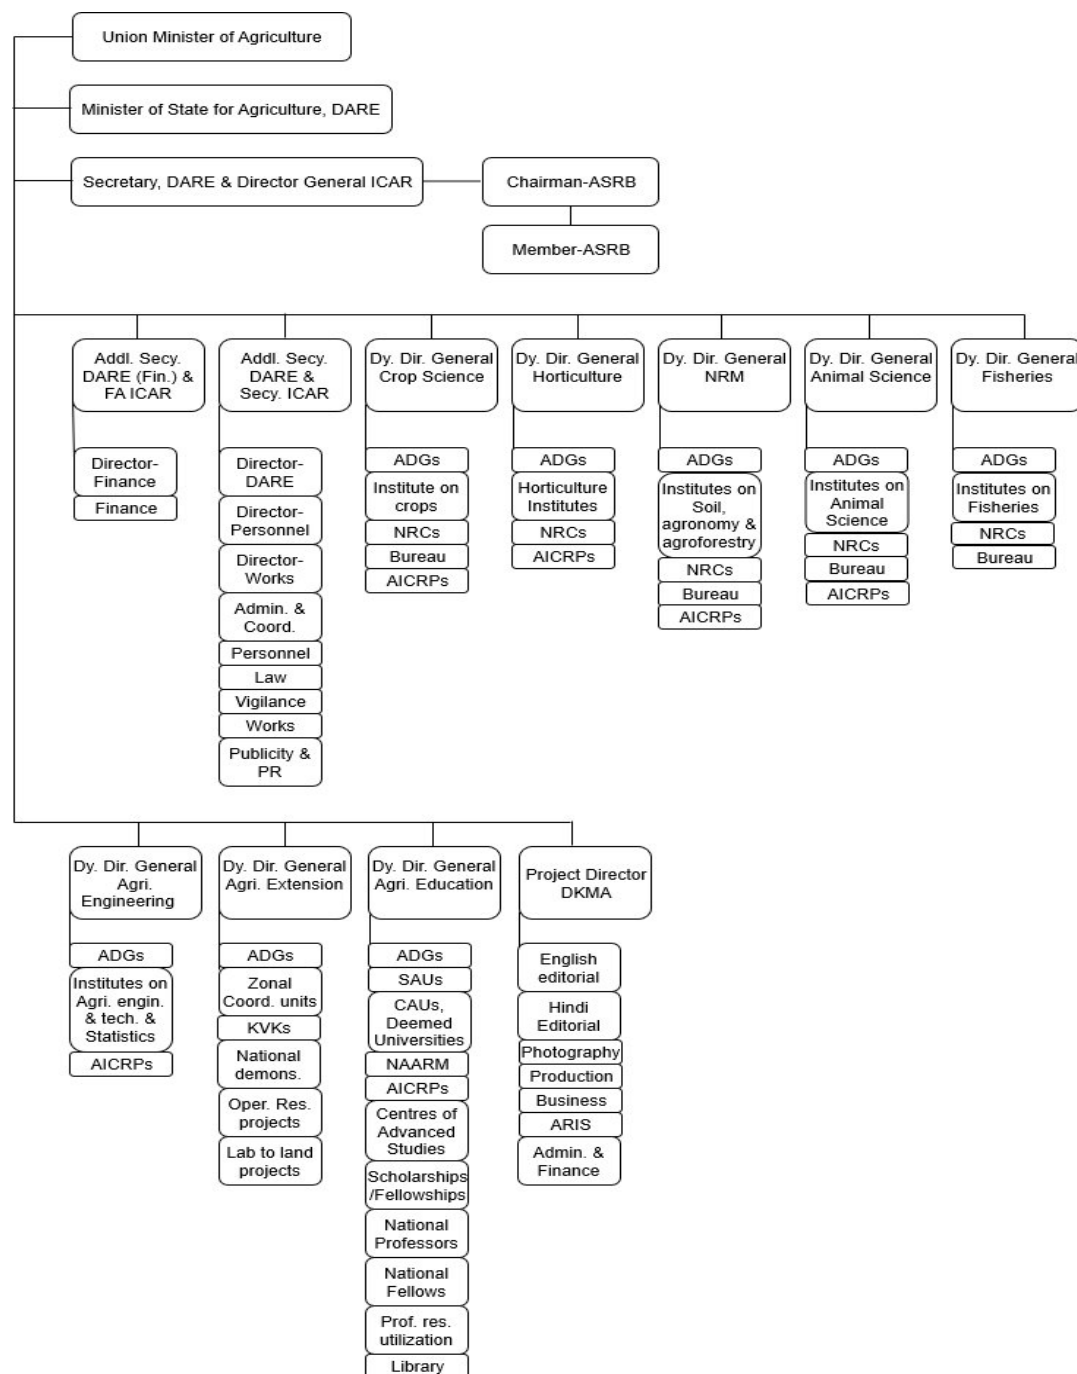 Union Minister of Agriculture
Minister of State for Agriculture, DARE
Secretary, DARE & Director General ICAR
Chairman-ASRB
Member-ASRB
Addl. Secy.
DARE (Fin.) &
FA ICAR
Director-
Finance
Finance
Addl. Secy.
DARE &
Secy. ICAR
Director-
DARE
Director-
Personnel
Director-
Works
Admin. &
Coord.
Personnel
Law
Vigilance
Works
Publicity &
PR
Dy. Dir. General
Crop Science
ADGs
Institute on
crops
NRCs
Bureau
AICRPs
Dy. Dir. General
Horticulture
ADGs
Horticulture
Institutes
NRCs
AICRPs
Dy. Dir. General
NRM
ADGs
Institutes on
Soil,
agronomy &
agroforestry
NRCs
Bureau
AICRPs
Dy. Dir. General
Animal Science
ADGs
Institutes on
Animal
Science
NRCs
Bureau
AICRPs
Dy. Dir. General
Fisheries
ADGs
Institutes on
Fisheries
NRCs
Bureau
Dy. Dir. General
Agri.
Engineering
ADGs
Institutes on
Agri. engin.
& tech. &
Statistics
AICRPs
Dy. Dir. General
Agri. Extension
ADGs
Zonal
Coord. units
KVKs
National
demons.
Oper. Res.
projects
Lab to land
projects
Dy. Dir. General
Agri. Education
ADGs
SAUs
CAUs,
Deemed
Universities
NAARM
AICRPs
Centres of
Advanced
Studies
Scholarships
/Fellowships
National
Professors
National
Fellows
Prof. res.
utilization
Library
Project Director
DKMA
English
editorial
Hindi
Editorial
Photography
Production
Business
ARIS
Admin. &
Finance